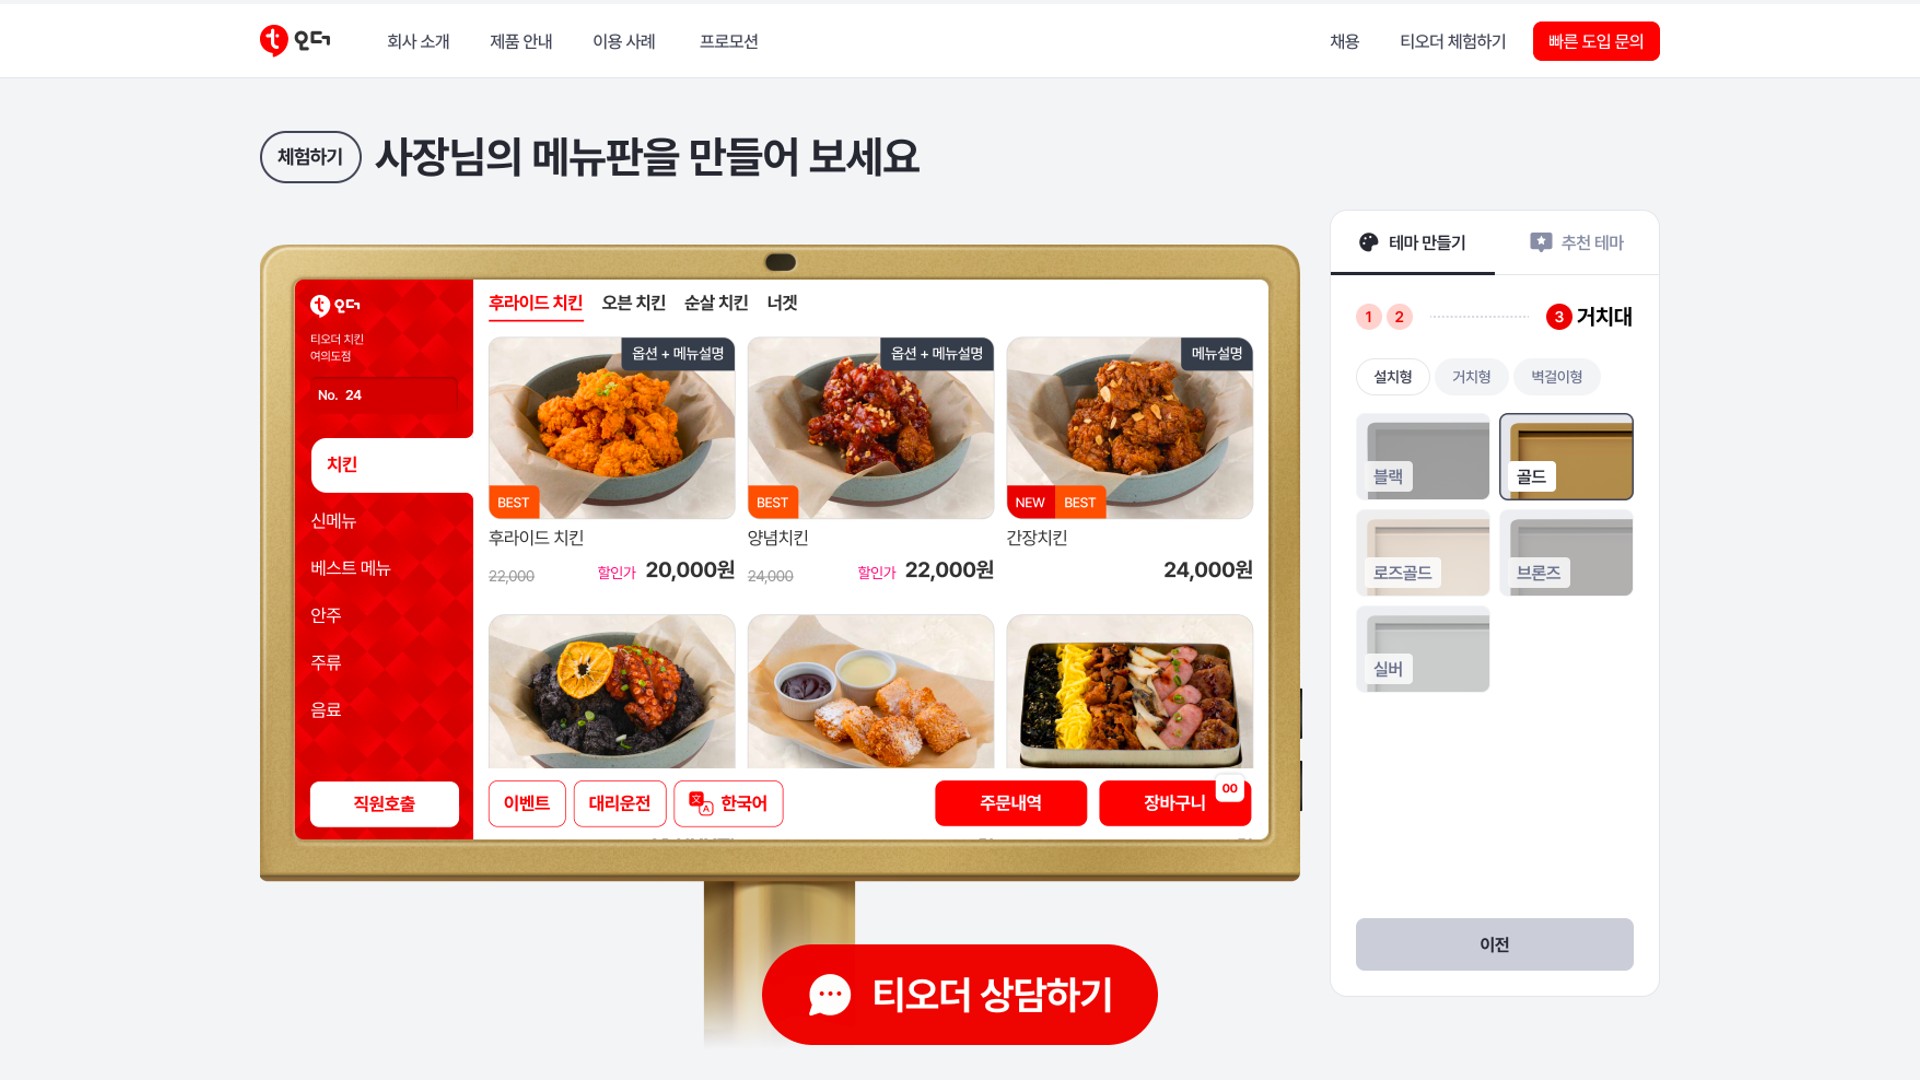 오더
회사 소개
제품 안내
이용 사례
프로모션
채용
티오더 체험하기
빠른 도입 문의
체험하기
사장님의 메뉴판을 만들어 보세요
오더
티오더 치킨
여의도점
No. 24
치킨
신메뉴
베스트 메뉴
안주
주류
음료
직원호출
후라이드 치킨
오븐 치킨
순살 치킨
너겟
옵션 + 메뉴설명
BEST
후라이드 치킨
22,000
할인가
20,000원
옵션 + 메뉴설명
BEST
양념치킨
24,000
할인가
22,000원
메뉴설명
NEW
BEST
간장치킨
24,000원
이벤트
대리운전
한국어
주문내역
장바구니
00
테마 만들기
추천 테마
1
2
3
거치대
설치형
거치형
벽걸이형
블랙
골드
로즈골드
브론즈
실버
이전
티오더 상담하기